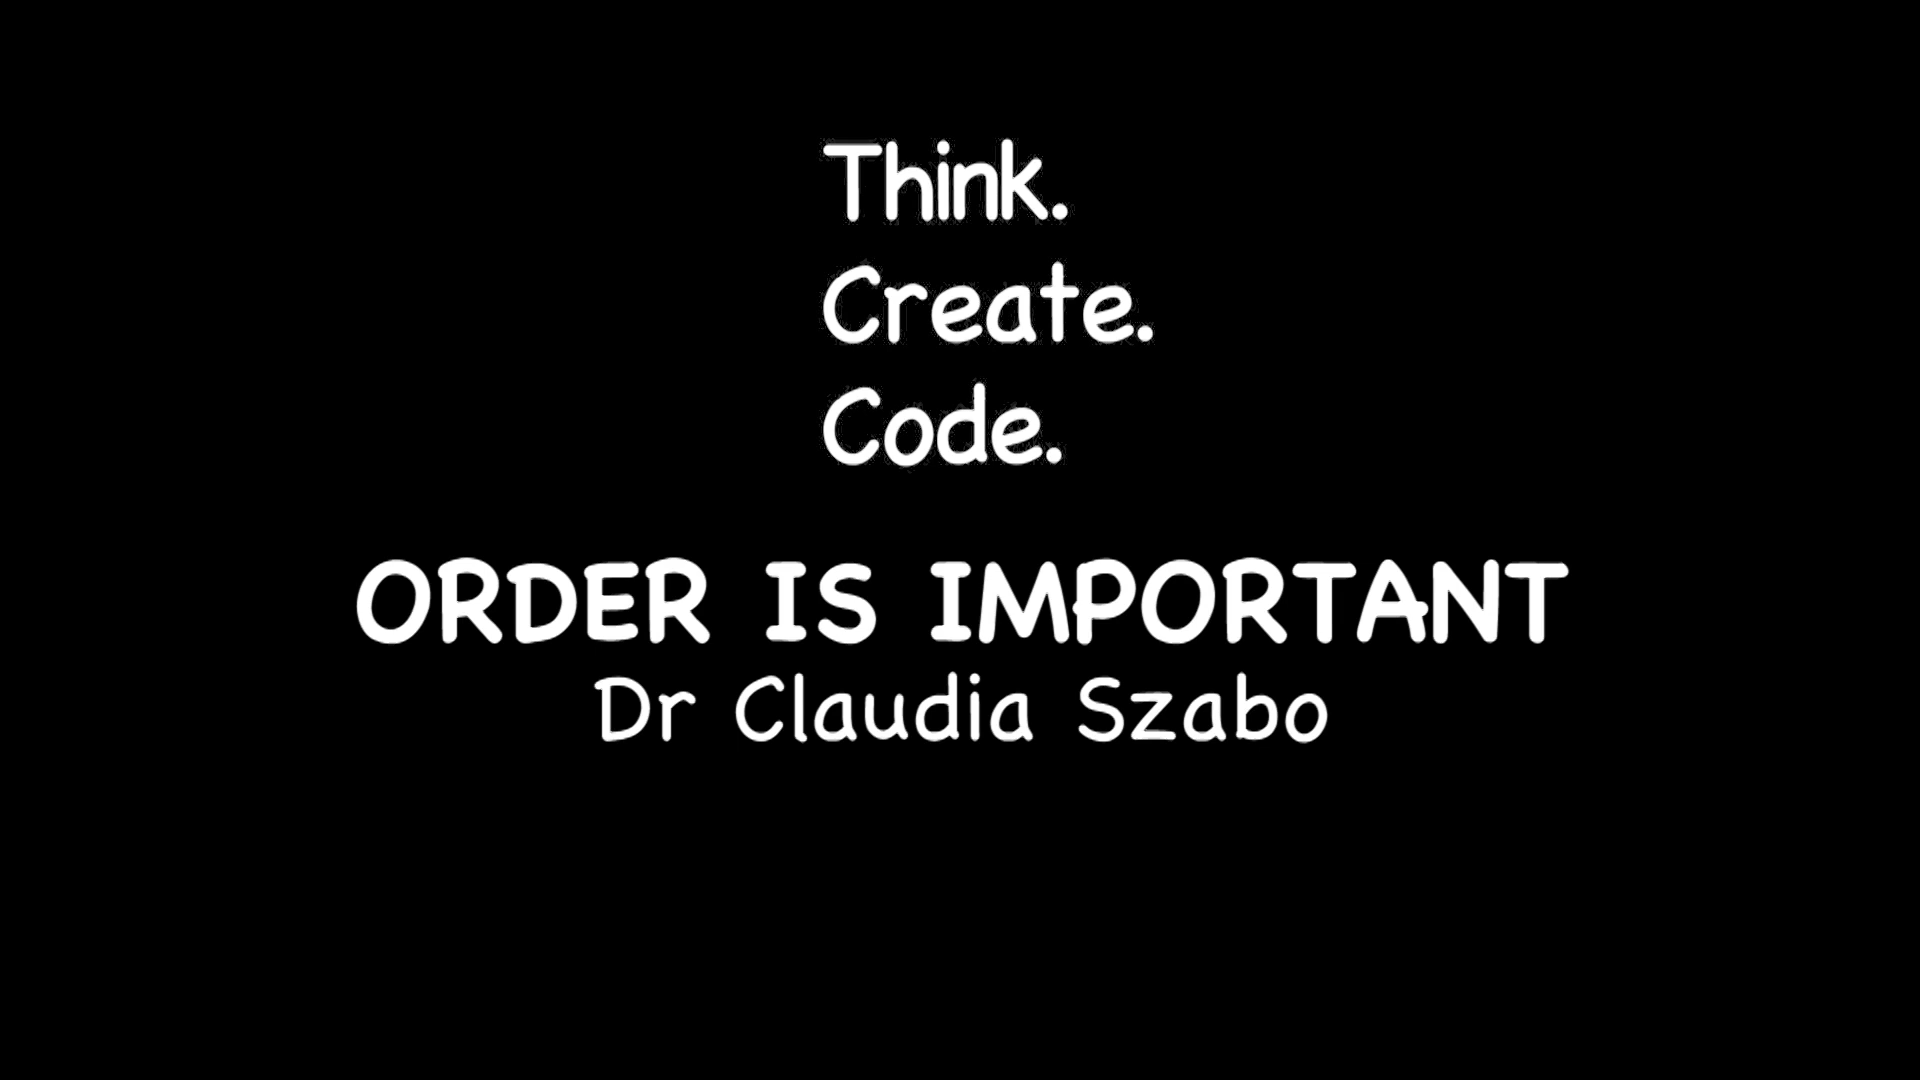 Think.
Create.
Code.
ORDER IS IMPORTANT
Dr Claudia Szabo